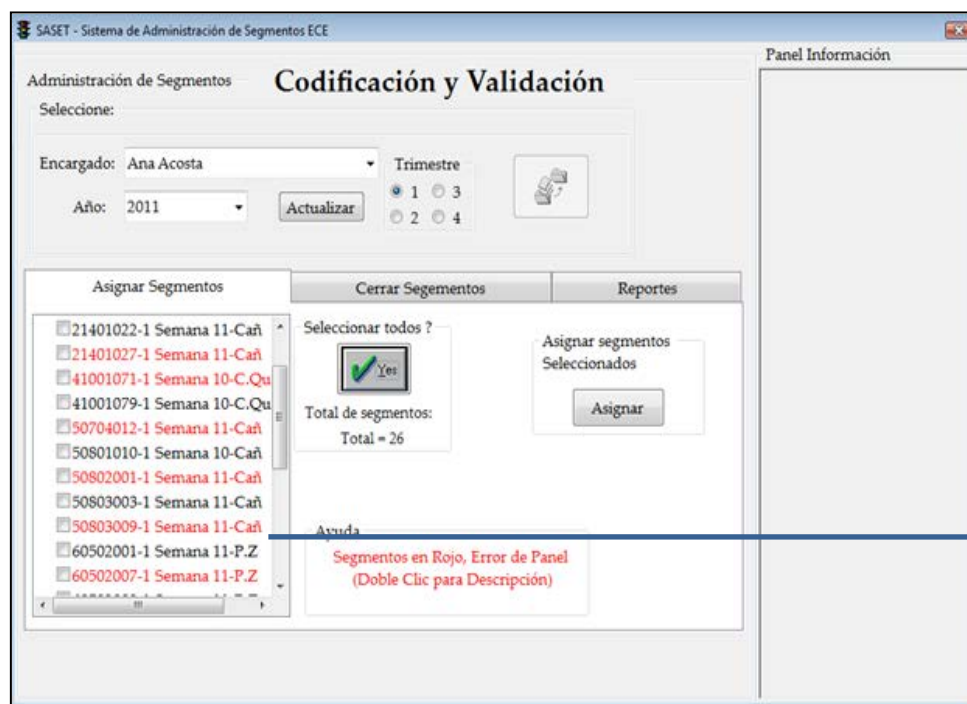 SASET - Sistema de Administración de Segmentos ECE
Panel Información
Administración de Segmentos
Codificación y Validación
Seleccione:
Encargado: Ana Acosta
Trimestre
1 3
Año: 2011
Actualizar
2 4
Asignar Segmentos
Cerrar Segementos
Reportes
21401022-1 Semana 11-Cañ
21401027-1 Semana 11-Cañ
41001071-1 Semana 10-C.Qu
41001079-1 Semana 10-C.Qu
50704012-1 Semana 11-Cañ
50801010-1 Semana 10-Cañ
50802001-1 Semana 11-Cañ
50803003-1 Semana 11-Cañ
50803009-1 Semana 11-Cañ
60502001-1 Semana 11-P.Z
60502007-1 Semana 11-P.Z
Seleccionar todos ?
Yes
Total de segmentos:
Total = 26
Asignar segmentos
Seleccionados
Asignar
Ayuda
Segmentos en Rojo, Error de Panel
(Doble Clic para Descripción)